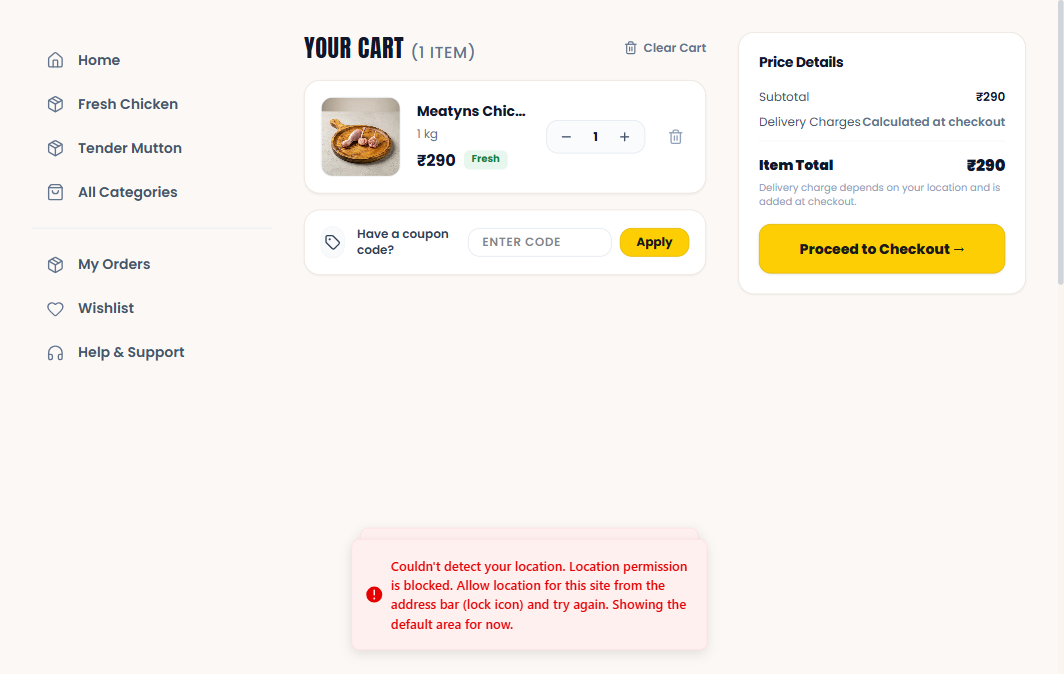 Home
Fresh Chicken
Tender Mutton
All Categories
My Orders
Wishlist
Help & Support
YOUR CART (1 ITEM)
Clear Cart
Meatyns Chic...
1 kg
₹290 Fresh
− 1 +
Have a coupon
code?
ENTER CODE
Apply
Price Details
Subtotal ₹290
Delivery Charges Calculated at checkout
Item Total ₹290
Delivery charge depends on your location and is
added at checkout.
Proceed to Checkout →
Couldn't detect your location. Location permission
is blocked. Allow location for this site from the
address bar (lock icon) and try again. Showing the
default area for now.